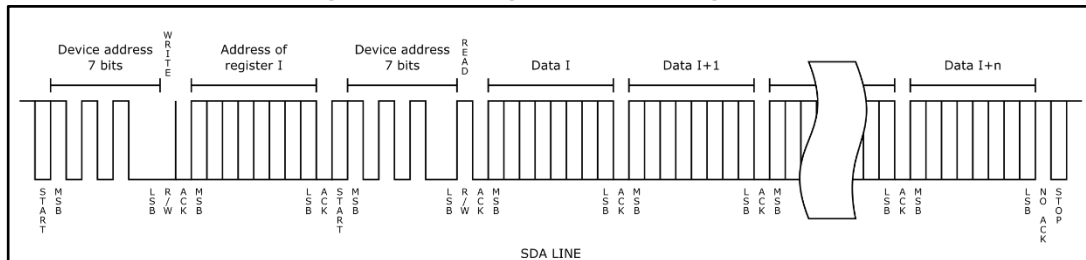 Device address
7 bits
WRITE
Address of
register I
Device address
7 bits
READ
Data I
Data I+1
Data I+n
START
MSB
LSB
R/W
ACK
MSB
LSB
ACK
START
MSB
LSB
R/W
ACK
MSB
LSB
ACK
MSB
LSB
ACK
MSB
LSB
ACK
MSB
LSB
NO ACK
STOP
SDA LINE